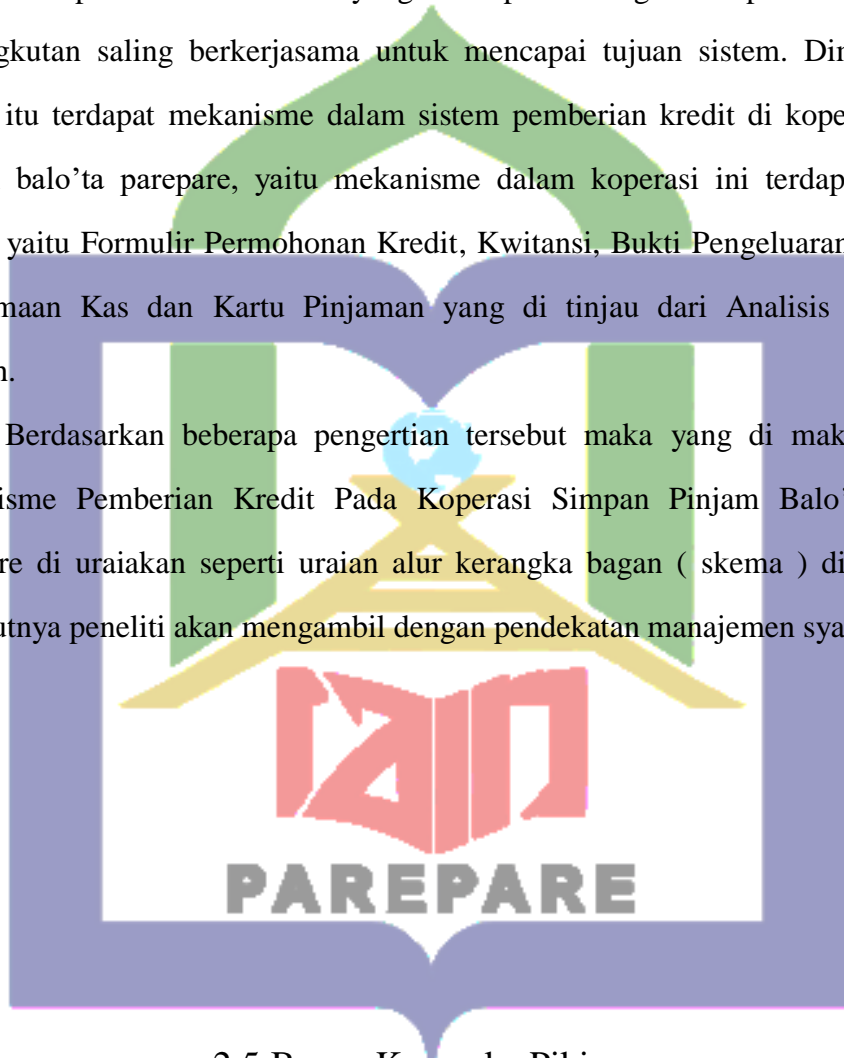 yang
gkutan saling berkerjasama untuk mencapai tujuan sistem. Din
itu terdapat mekanisme dalam sistem pemberian kredit di kope
balo’ta parepare, yaitu mekanisme dalam koperasi ini terdap
yaitu Formulir Permohonan Kredit, Kwitansi, Bukti Pengeluaran
maan Kas dan Kartu Pinjaman yang di tinjau dari Analisis
n.
Berdasarkan beberapa pengertian tersebut maka yang di mak
isme Pemberian Kredit Pada Koperasi Simpan Pinjam Balo’
re di uraiakan seperti uraian alur kerangka bagan ( skema ) di
utnya peneliti akan mengambil dengan pendekatan manajemen sya
iain
PAREPARE
2.5 Bagan Kerangka Pikir